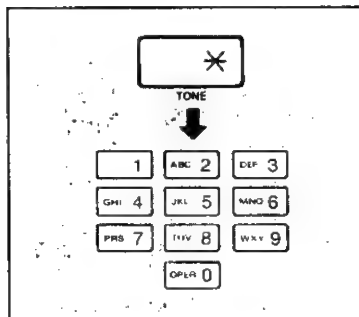 *
TONE
1 ABC 2 DEF 3
GHI 4 JKL 5 MNO 6
PRS 7 TUV 8 WXY 9
OPER 0